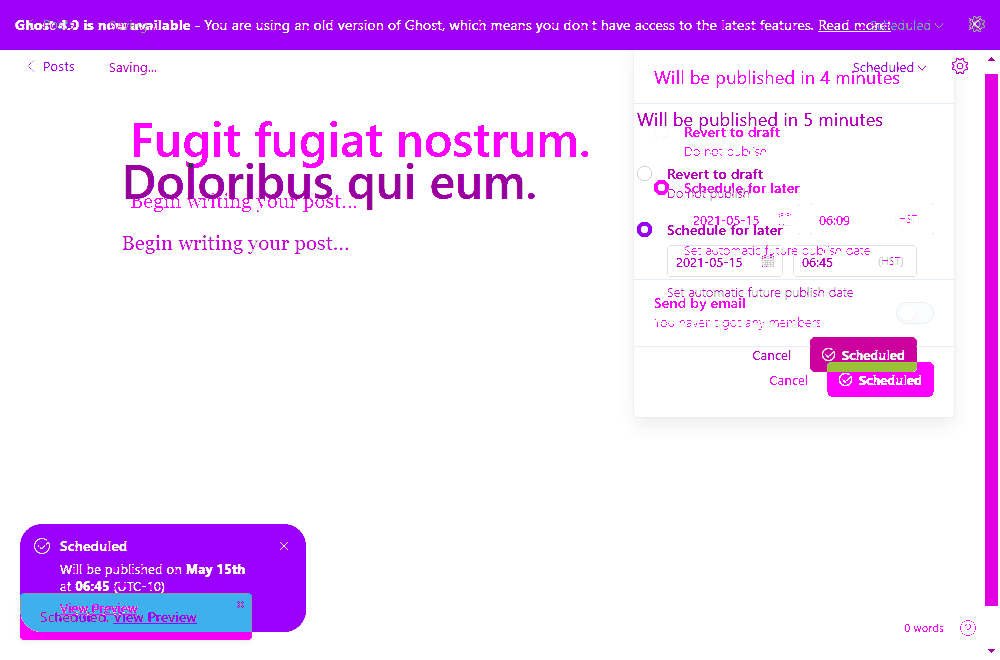 Ghost 4.0 is now available – You are using an old version of Ghost, which means you don't have access to the latest features. Read more
Scheduled
Posts
Saving...
Scheduled
Will be published in 4 minutes
Will be published in 5 minutes
Revert to draft
Do not publish
Revert to draft
Do not publish
Schedule for later
2021-05-15 06:09 HST
Schedule for later
Set automatic future publish date
2021-05-15 06:45 (HST)
Set automatic future publish date
Send by email
You haven't got any members
Cancel Scheduled
Cancel Scheduled
Fugit fugiat nostrum.
Doloribus qui eum.
Begin writing your post...
Begin writing your post...
Scheduled
Will be published on May 15th
at 06:45 (UTC-10)
View Preview
Scheduled. View Preview
0 words